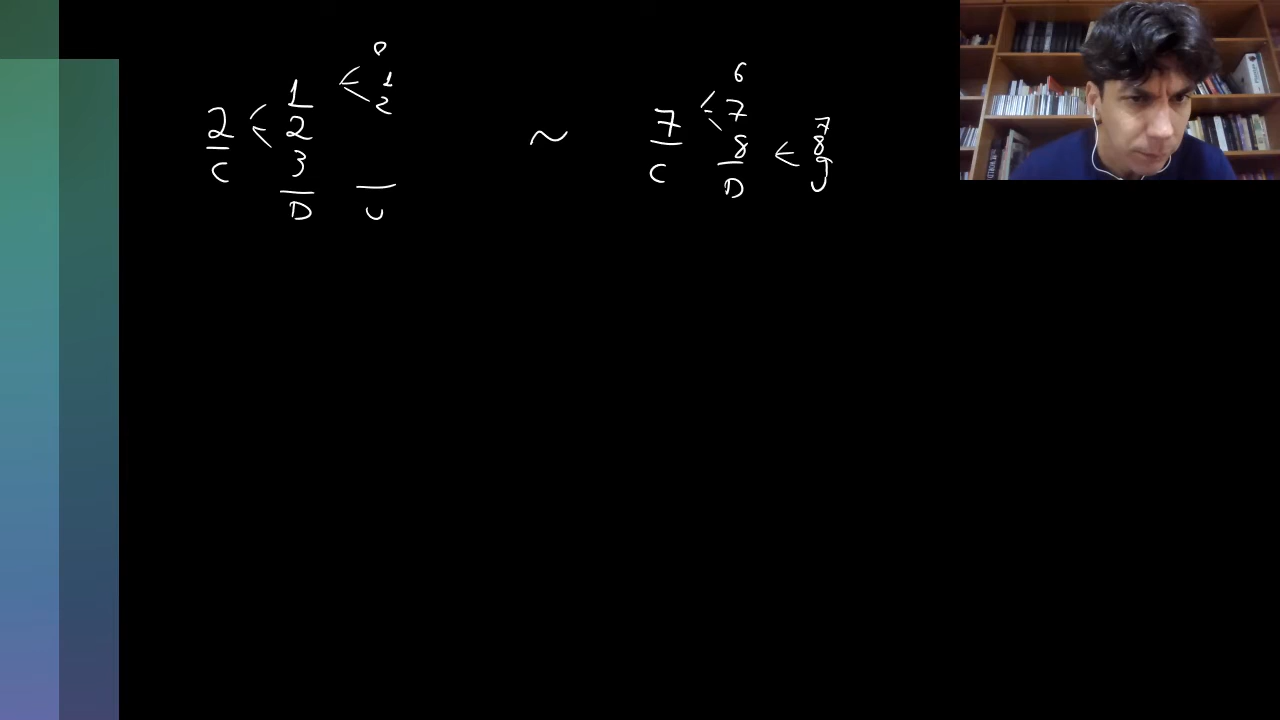 0
1 < 1
2 < 2 2
3
C D U
~
6
7 < 7
8 < 7 8 9
C D U